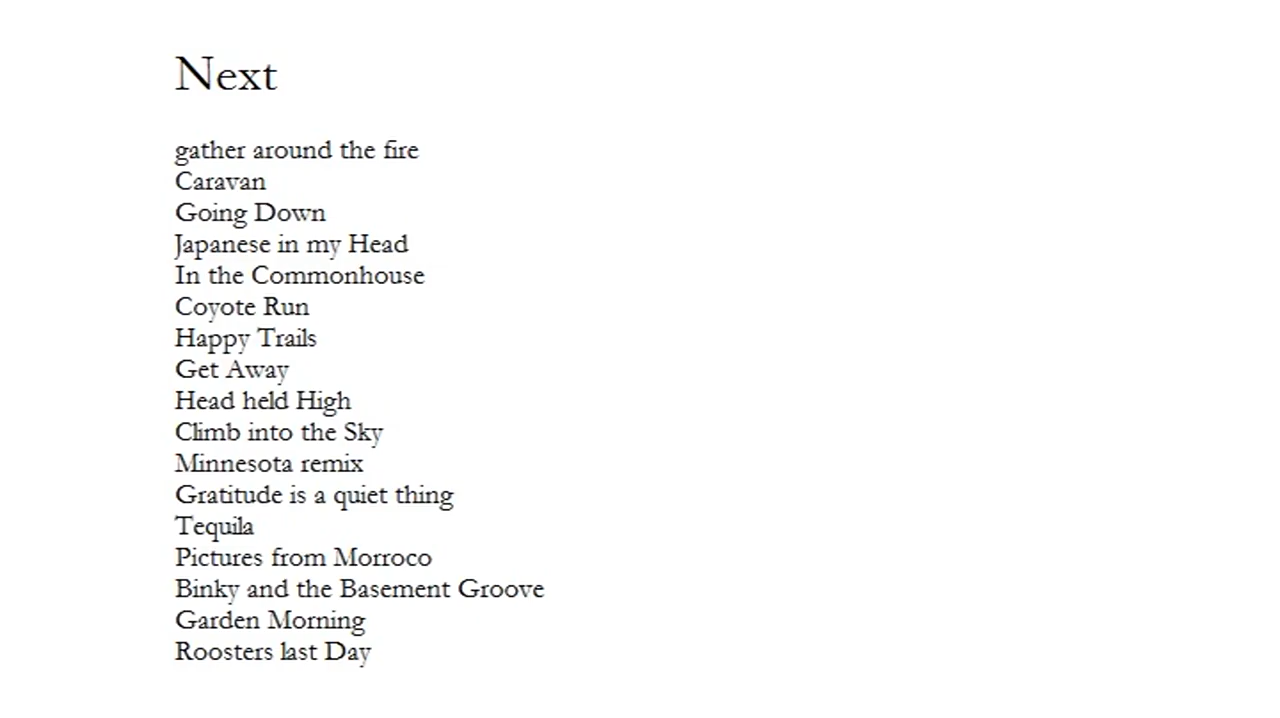 Next
gather around the fire
Caravan
Going Down
Japanese in my Head
In the Commonhouse
Coyote Run
Happy Trails
Get Away
Head held High
Climb into the Sky
Minnesota remix
Gratitude is a quiet thing
Tequila
Pictures from Morroco
Binky and the Basement Groove
Garden Morning
Roosters last Day